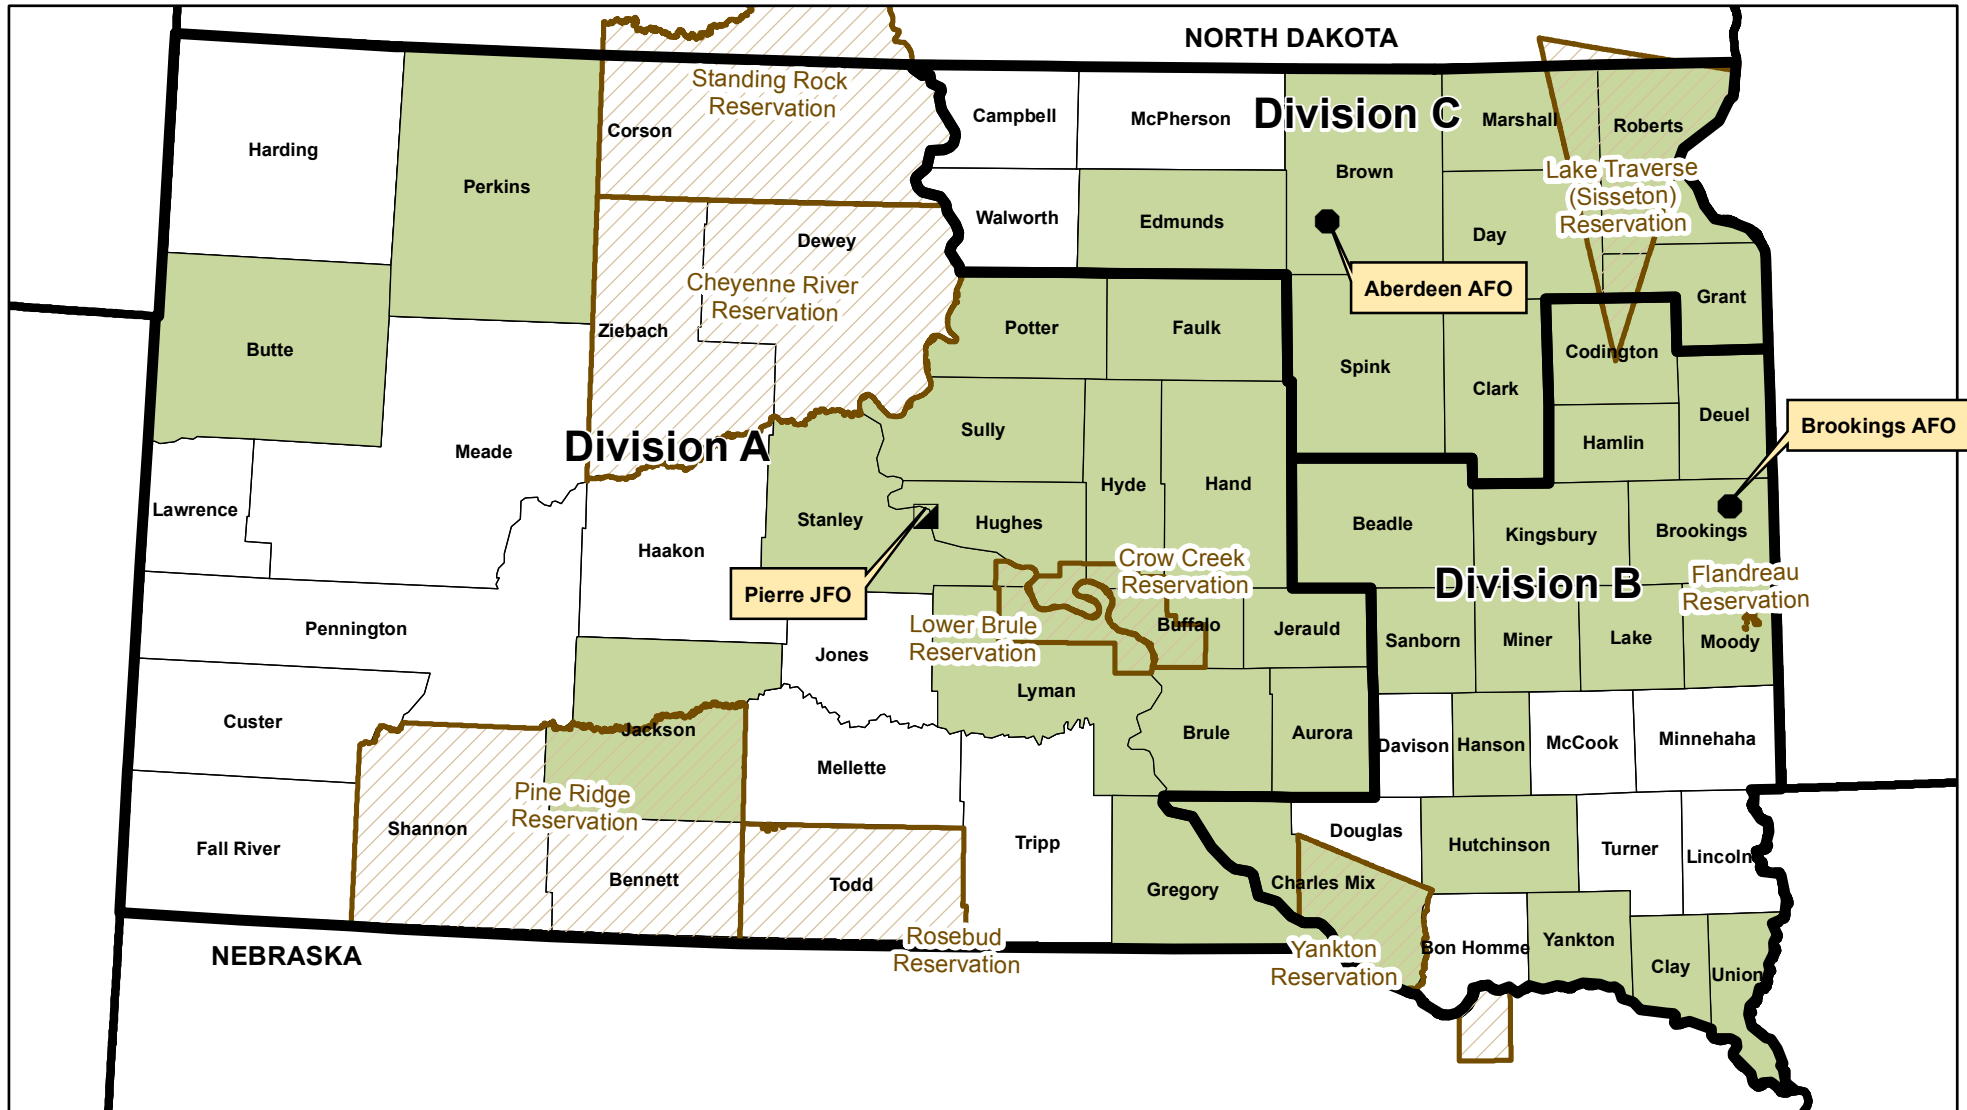 NORTH DAKOTA
Standing Rock
Reservation
Corson
Campbell
McPherson
Division C
Marshall
Roberts
Harding
Perkins
Brown
Lake Traverse
(Sisseton)
Reservation
Walworth
Edmunds
Day
Dewey
Cheyenne River
Reservation
Aberdeen AFO
Grant
Ziebach
Potter
Faulk
Butte
Codington
Spink
Clark
Deuel
Brookings AFO
Meade
Division A
Sully
Hamlin
Hyde
Hand
Lawrence
Stanley
Hughes
Beadle
Kingsbury
Brookings
Haakon
Crow Creek
Reservation
Division B
Flandreau
Reservation
Pierre JFO
Pennington
Lower Brule
Reservation
Buffalo
Jerauld
Sanborn
Miner
Lake
Moody
Jones
Lyman
Custer
Jackson
Brule
Aurora
Davison
Hanson
McCook
Minnehaha
Mellette
Pine Ridge
Reservation
Shannon
Fall River
Douglas
Hutchinson
Turner
Lincoln
Tripp
Bennett
Todd
Gregory
Charles Mix
NEBRASKA
Rosebud
Reservation
Yankton
Reservation
Bon Homme
Yankton
Clay
Union